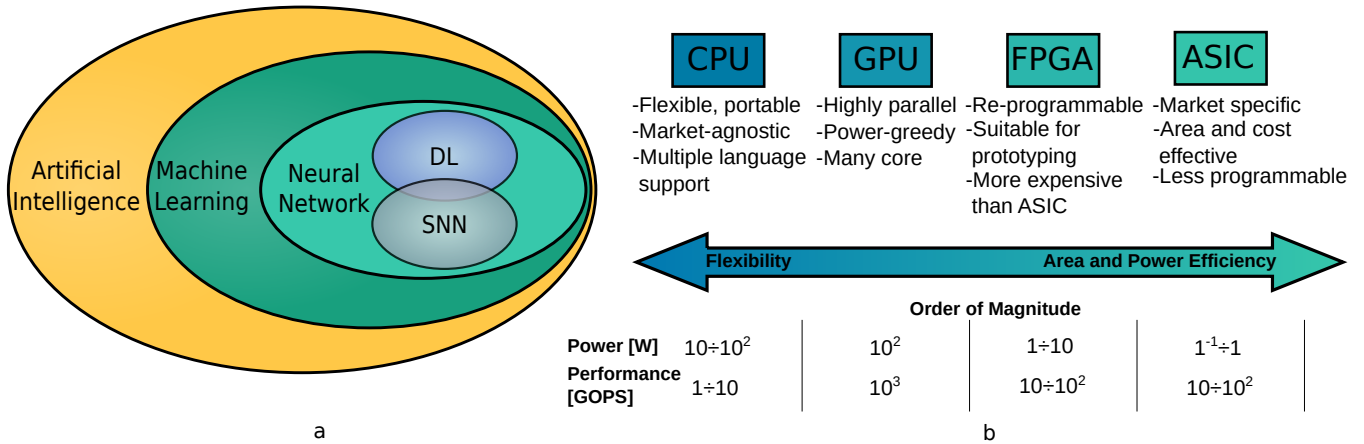 Artificial
Intelligence
Machine
Learning
Neural
Network
DL
SNN
a
CPU
-Flexible, portable
-Market-agnostic
-Multiple language
support
GPU
-Highly parallel
-Power-greedy
-Many core
FPGA
-Re-programmable
-Suitable for
prototyping
-More expensive
than ASIC
ASIC
-Market specific
-Area and cost
effective
-Less programmable
Flexibility Area and Power Efficiency
Order of Magnitude
Power [W] 10÷10² 10² 1÷10 1⁻¹÷1
Performance
[GOPS] 1÷10 10³ 10÷10² 10÷10²
b